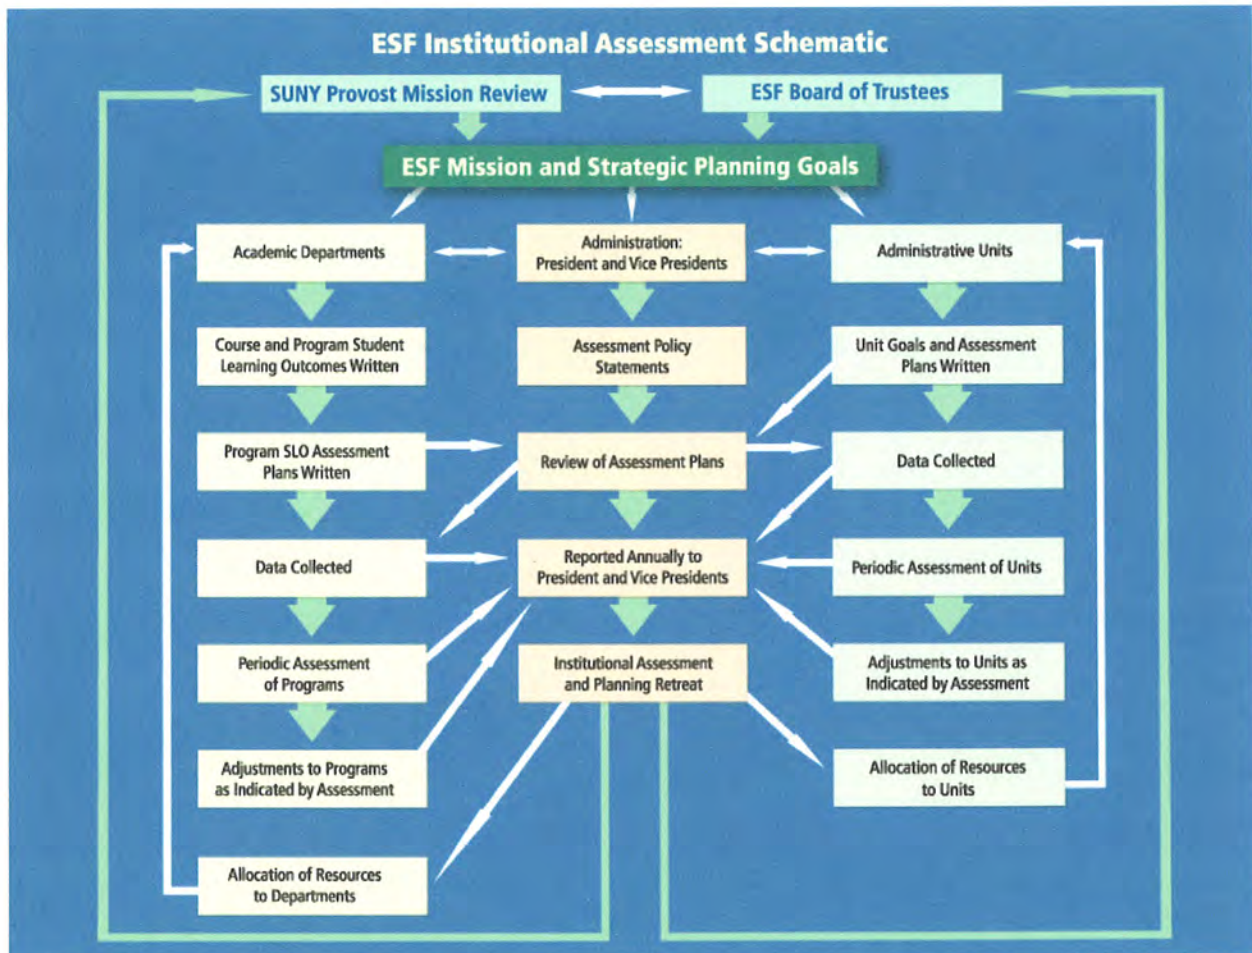 ESF Institutional Assessment Schematic
SUNY Provost Mission Review
ESF Board of Trustees
ESF Mission and Strategic Planning Goals
Academic Departments
Administration:
President and Vice Presidents
Administrative Units
Course and Program Student
Learning Outcomes Written
Assessment Policy
Statements
Unit Goals and Assessment
Plans Written
Program SLO Assessment
Plans Written
Review of Assessment Plans
Data Collected
Data Collected
Reported Annually to
President and Vice Presidents
Periodic Assessment of Units
Periodic Assessment
of Programs
Institutional Assessment
and Planning Retreat
Adjustments to Units as
Indicated by Assessment
Adjustments to Programs
as Indicated by Assessment
Allocation of Resources
to Units
Allocation of Resources
to Departments